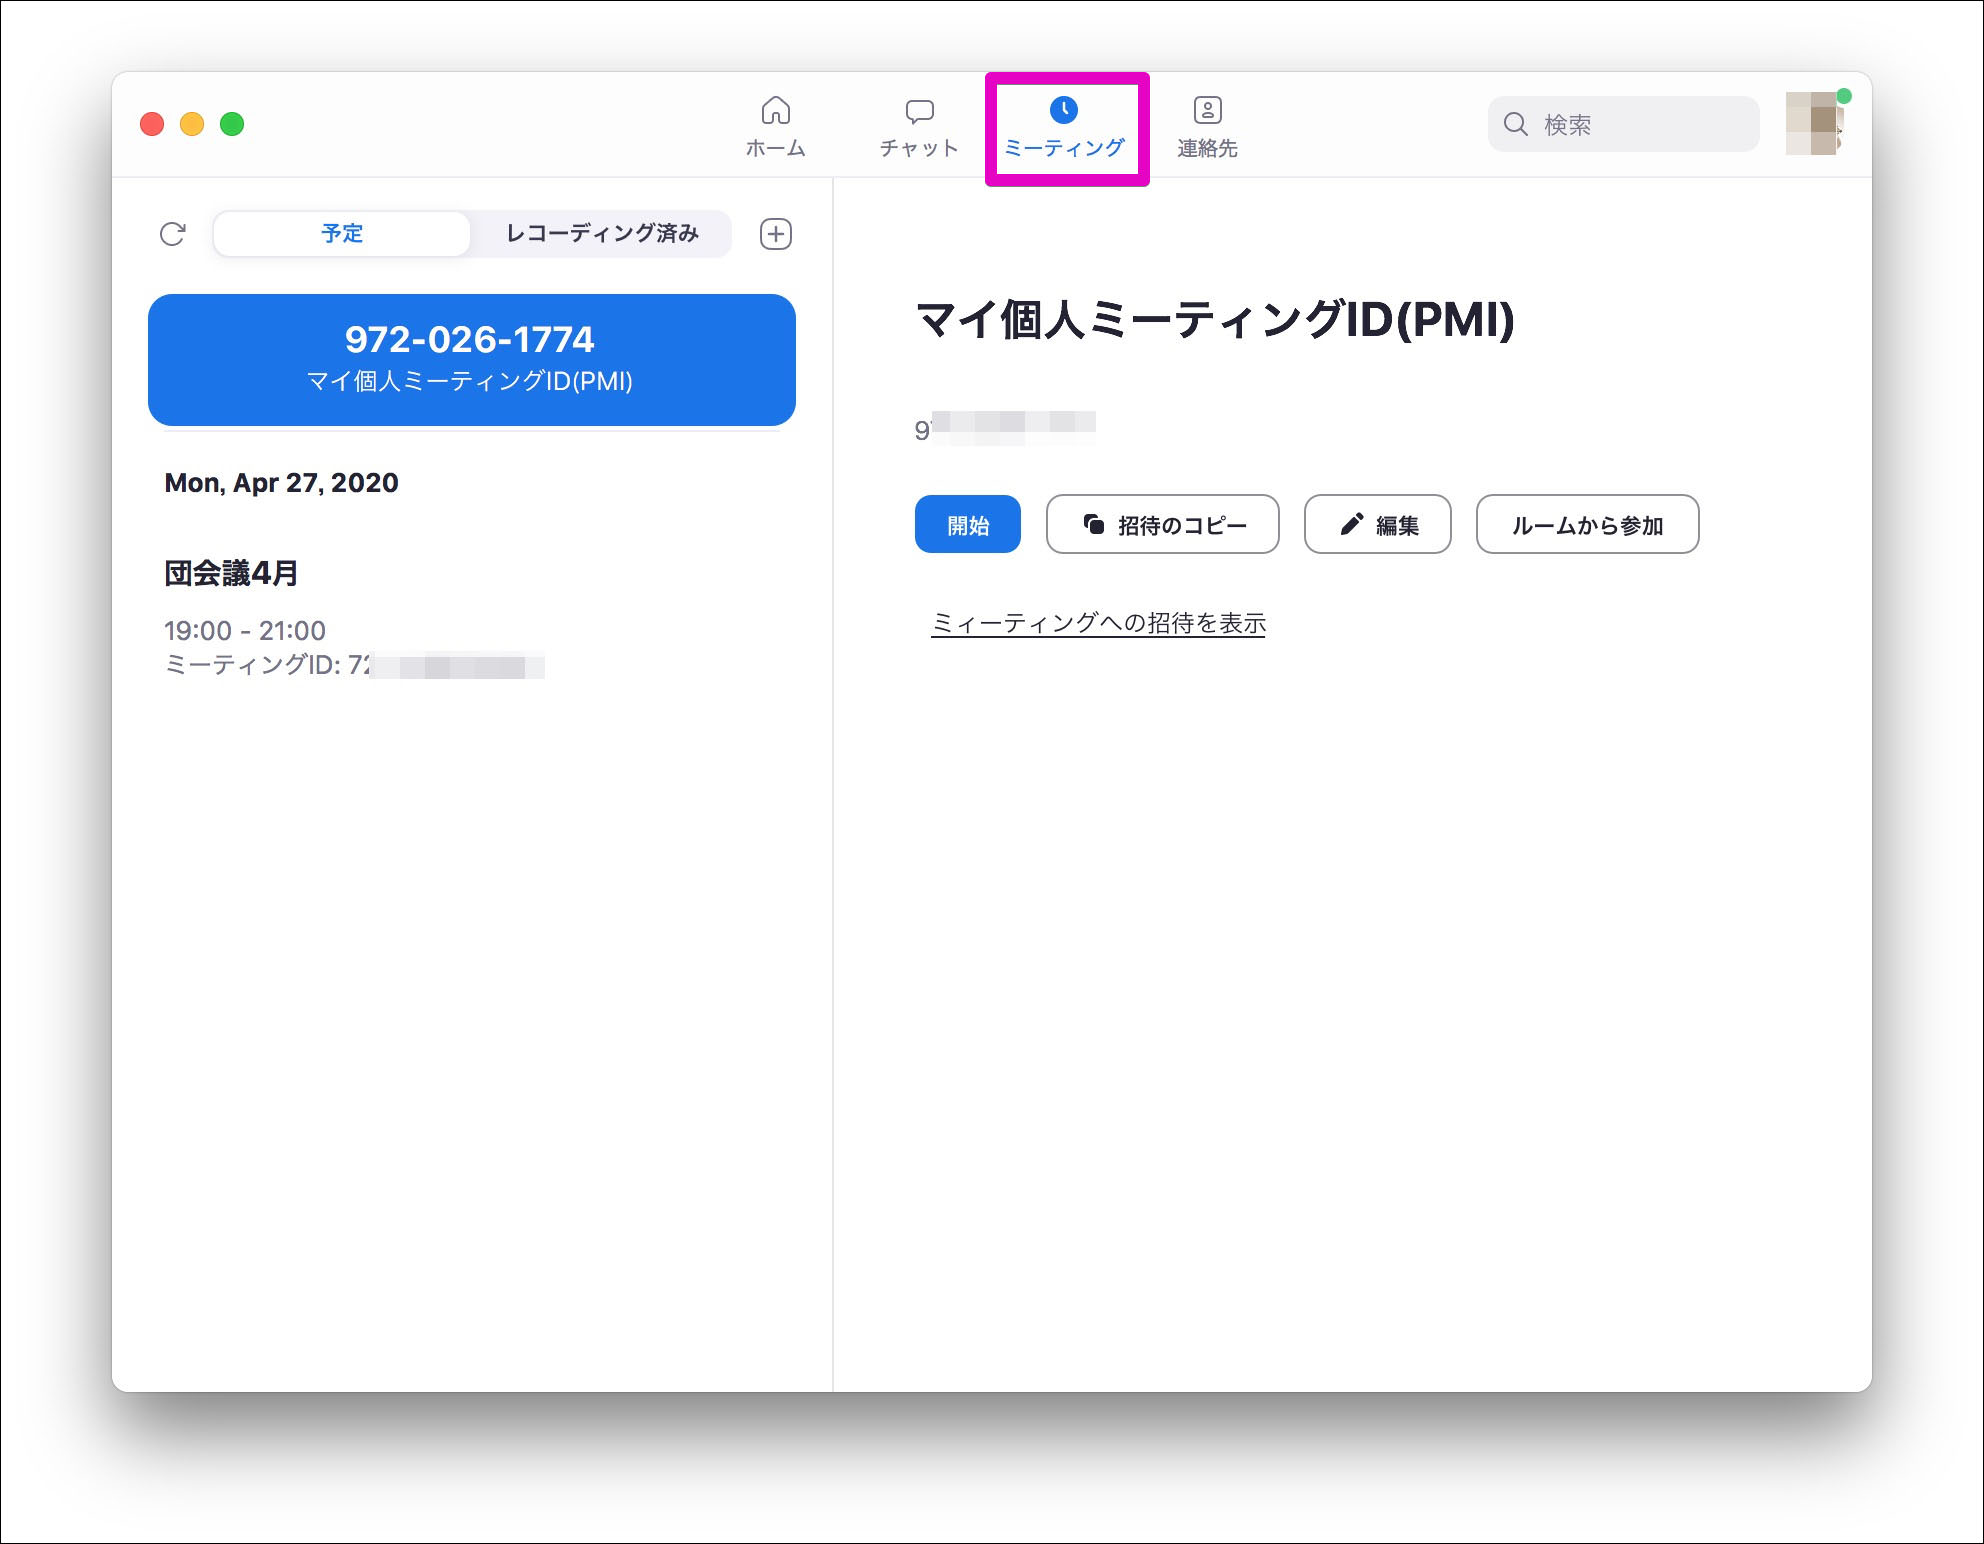 ホーム
チャット
ミーティング
連絡先
検索
予定
レコーディング済み
972-026-1774
マイ個人ミーティングID(PMI)
Mon, Apr 27, 2020
団会議4月
19:00 - 21:00
ミーティングID: 72
マイ個人ミーティングID(PMI)
9
開始
招待のコピー
編集
ルームから参加
ミィーティングへの招待を表示